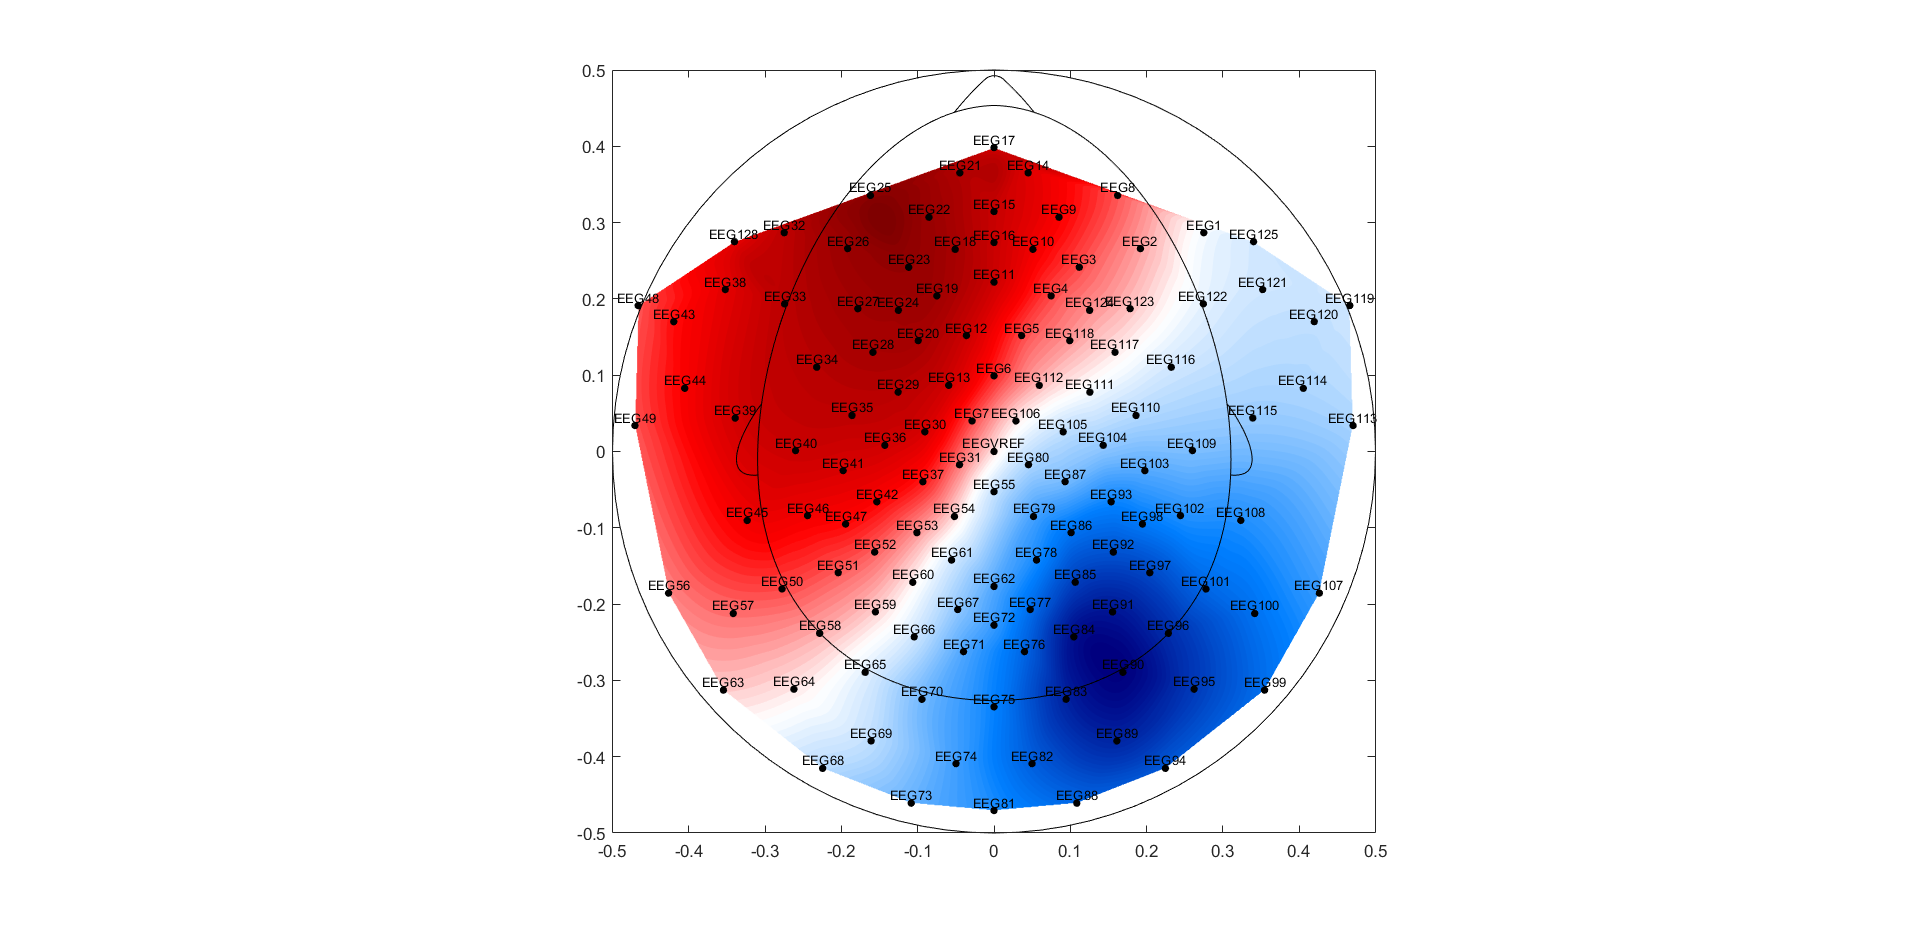 0.5
EEG17
0.4
EEG21 EEG14
EEG25 EEG8
EEG22 EEG15 EEG9
0.3
EEG128 EEG32 EEG1 EEG125
EEG26 EEG18 EEG16 EEG10 EEG2
EEG23 EEG3
EEG38 EEG11 EEG121
0.2
EEG48 EEG33 EEG27 EEG24 EEG19 EEG4 EEG124 EEG123 EEG122 EEG119
EEG43 EEG120
EEG28 EEG20 EEG12 EEG5 EEG118 EEG117
EEG34 EEG116
0.1
EEG44 EEG29 EEG13 EEG6 EEG112 EEG111 EEG114
EEG49 EEG39 EEG35 EEG30 EEG7 EEG106 EEG105 EEG110 EEG115 EEG113
0
EEG40 EEG36 EEGVREF EEG104 EEG109
EEG41 EEG37 EEG31 EEG80 EEG87 EEG103
EEG42 EEG55 EEG93
-0.1
EEG45 EEG46 EEG47 EEG53 EEG54 EEG79 EEG86 EEG98 EEG102 EEG108
EEG52 EEG61 EEG78 EEG92
EEG56 EEG50 EEG51 EEG60 EEG62 EEG85 EEG97 EEG101 EEG107
-0.2
EEG57 EEG59 EEG67 EEG77 EEG91 EEG100
EEG58 EEG66 EEG72 EEG84 EEG96
EEG65 EEG71 EEG76 EEG90
-0.3
EEG63 EEG64 EEG70 EEG75 EEG83 EEG95 EEG99
EEG69 EEG89
-0.4
EEG68 EEG74 EEG82 EEG94
EEG73 EEG81 EEG88
-0.5
-0.5 -0.4 -0.3 -0.2 -0.1 0 0.1 0.2 0.3 0.4 0.5